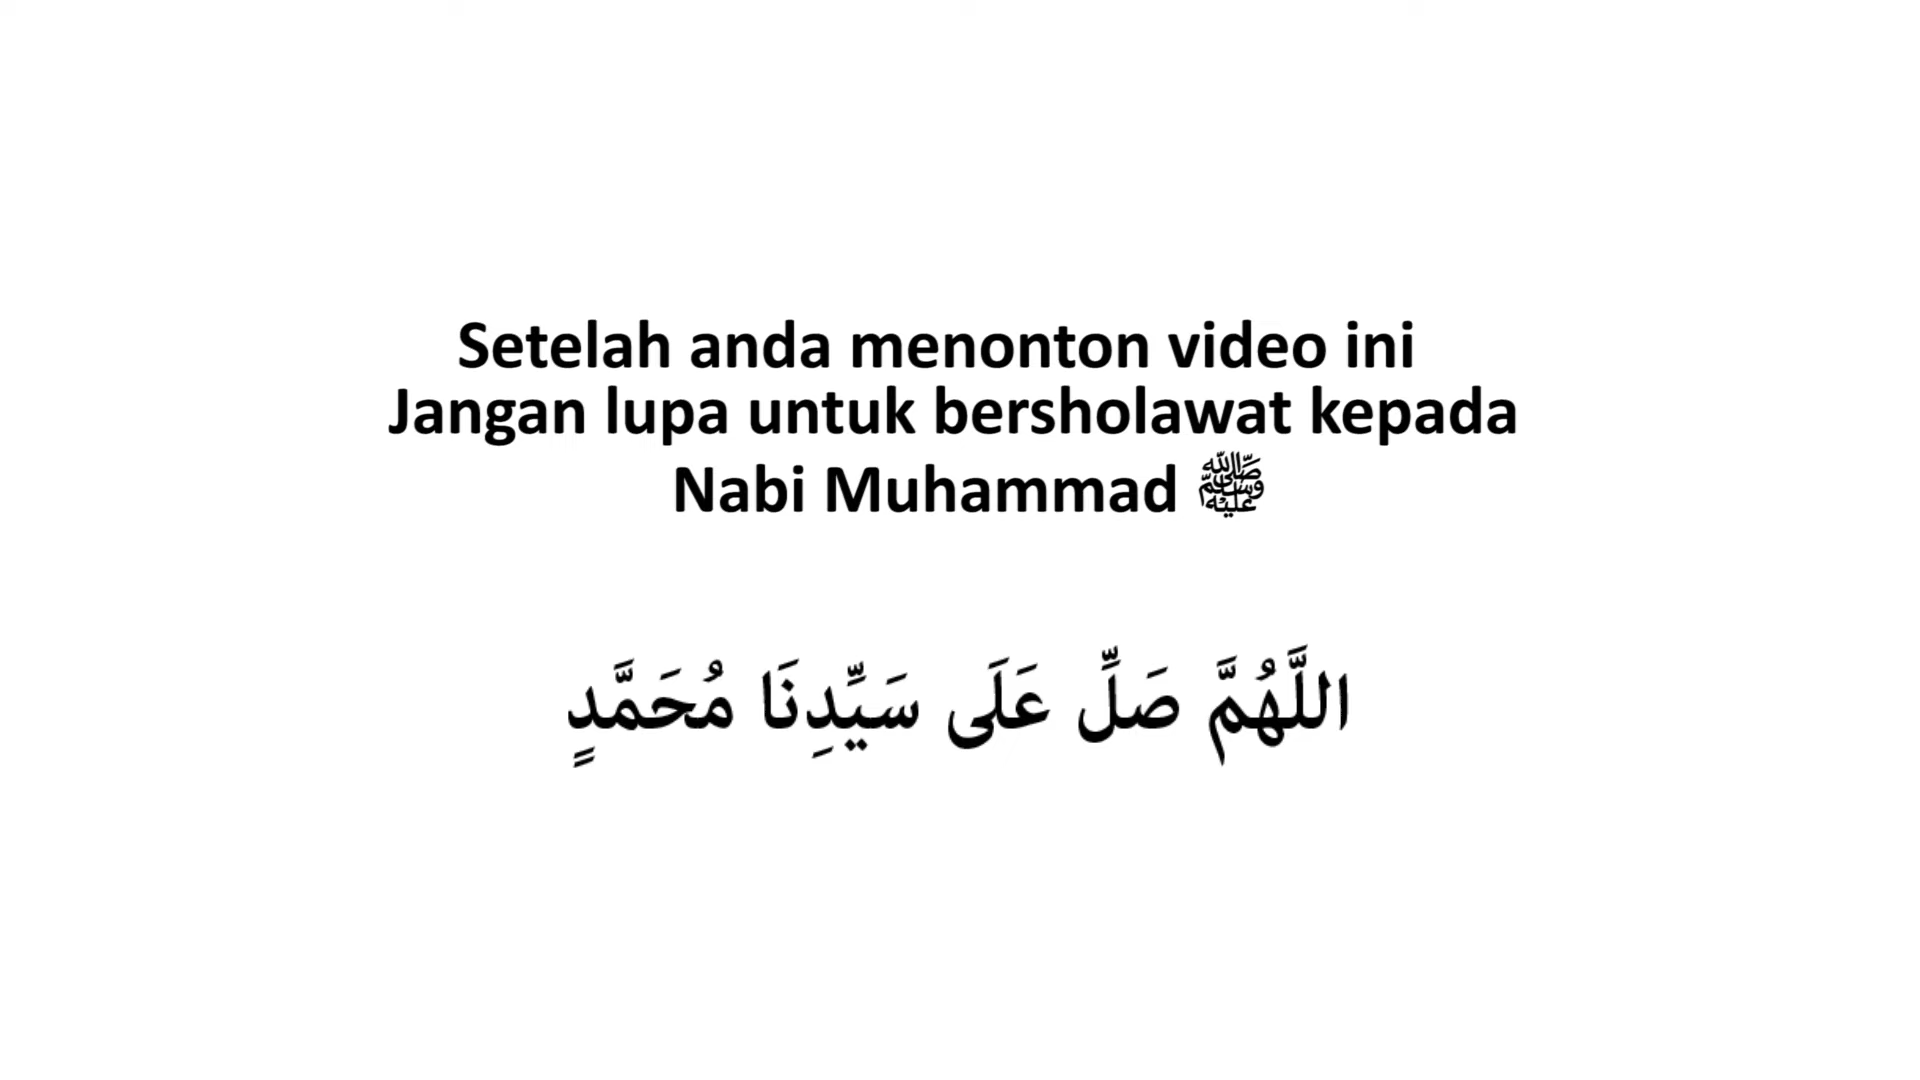 Setelah anda menonton video ini
Jangan lupa untuk bersholawat kepada
Nabi Muhammad ﷺ
اللَّهُمَّ صَلِّ عَلَى سَيِّدِنَا مُحَمَّدٍ